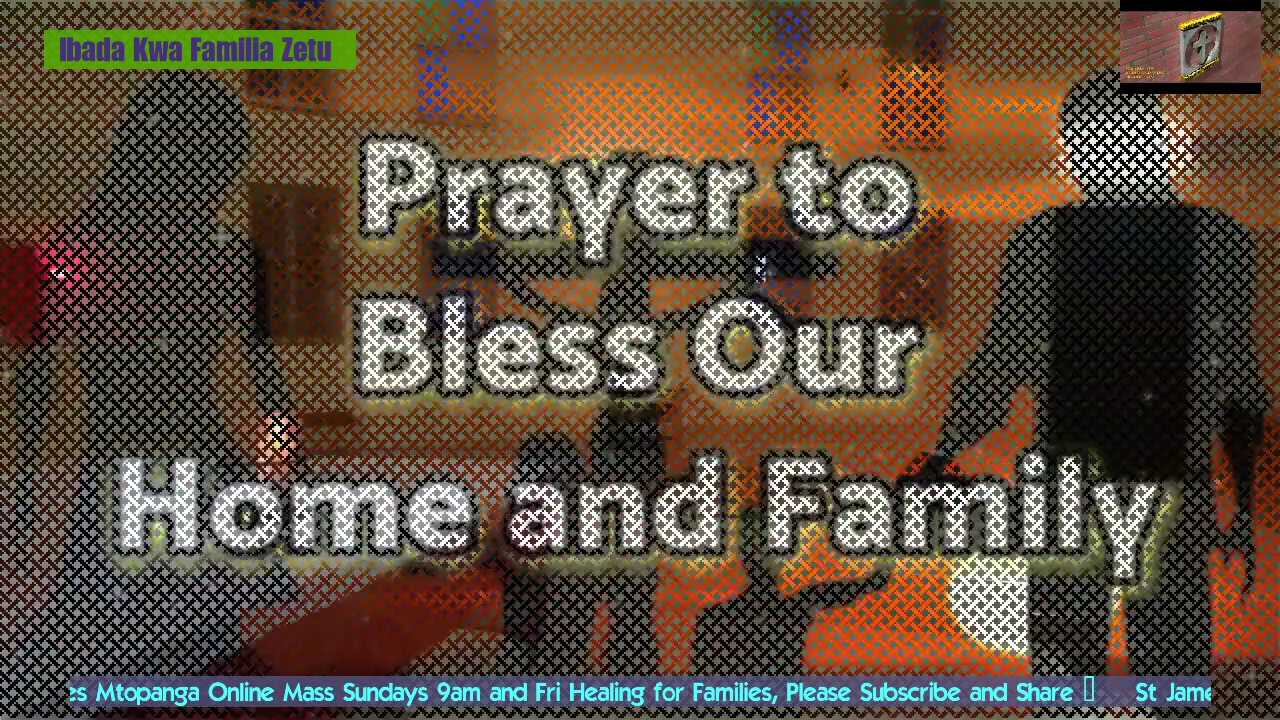 Ibada Kwa Familia Zetu
Prayer to
Bless Our
Home and Family
es Mtopanga Online Mass Sundays 9am and Fri Healing for Families, Please Subscribe and Share St Jame